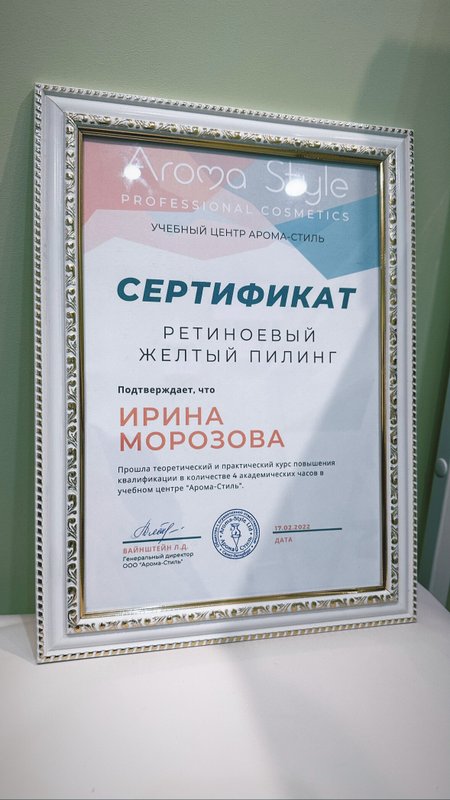 Aroma Style
PROFESSIONAL COSMETICS
УЧЕБНЫЙ ЦЕНТР АРОМА-СТИЛЬ
СЕРТИФИКАТ
РЕТИНОЕВЫЙ
ЖЕЛТЫЙ ПИЛИНГ
Подтверждает, что
ИРИНА
МОРОЗОВА
Прошла теоретический и практический курс повышения
квалификации в количестве 4 академических часов в
учебном центре "Арома-Стиль".
ВАЙНШТЕЙН Л.Д.
Генеральный директор
ООО "Арома-Стиль"
17.02.2022
ДАТА